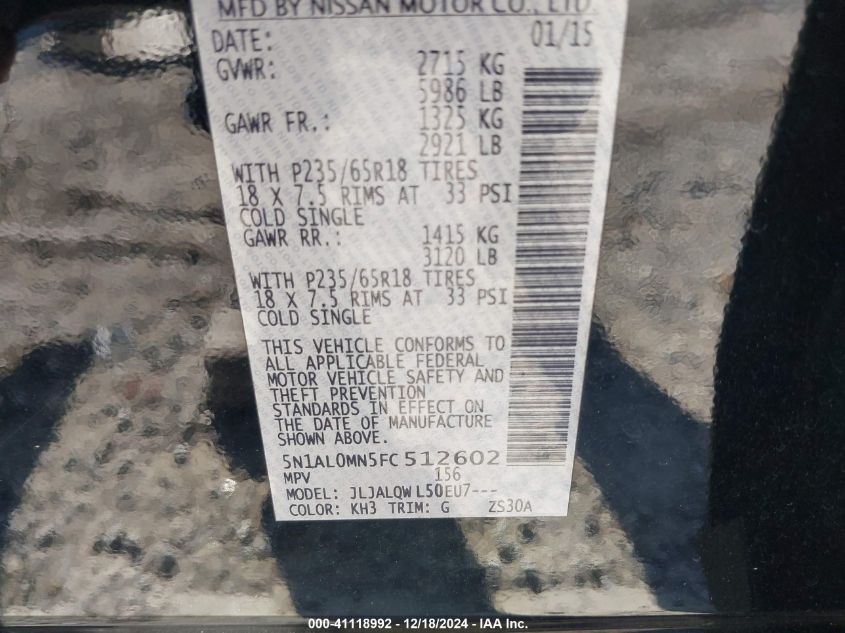 MFD BY NISSAN MOTOR CO., LTD.
DATE: 01/15
GVWR: 2715 KG
5986 LB
GAWR FR.: 1325 KG
2921 LB
WITH P235/65R18 TIRES
18 X 7.5 RIMS AT 33 PSI
COLD SINGLE
GAWR RR.: 1415 KG
3120 LB
WITH P235/65R18 TIRES
18 X 7.5 RIMS AT 33 PSI
COLD SINGLE
THIS VEHICLE CONFORMS TO
ALL APPLICABLE FEDERAL
MOTOR VEHICLE SAFETY AND
THEFT PREVENTION
STANDARDS IN EFFECT ON
THE DATE OF MANUFACTURE
SHOWN ABOVE.
5N1AL0MN5FC512602
MPV 156
MODEL: JLJALQWL50EU7---
COLOR: KH3 TRIM: G ZS30A
000-41118992 - 12/18/2024 - IAA Inc.